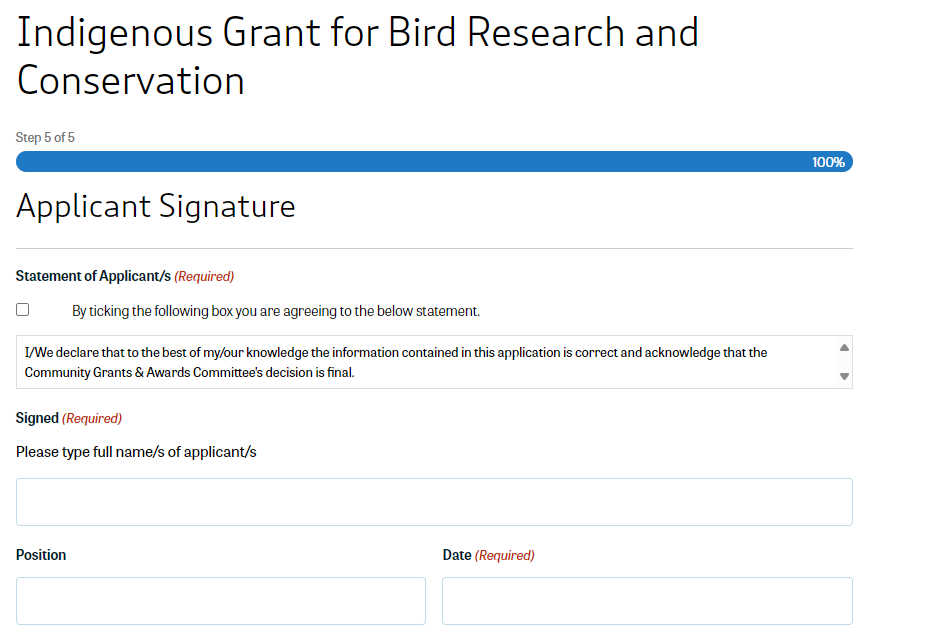 Indigenous Grant for Bird Research and
Conservation
Step 5 of 5
100%
Applicant Signature
Statement of Applicant/s (Required)
By ticking the following box you are agreeing to the below statement.
I/We declare that to the best of my/our knowledge the information contained in this application is correct and acknowledge that the
Community Grants & Awards Committee's decision is final.
Signed (Required)
Please type full name/s of applicant/s
Position
Date (Required)